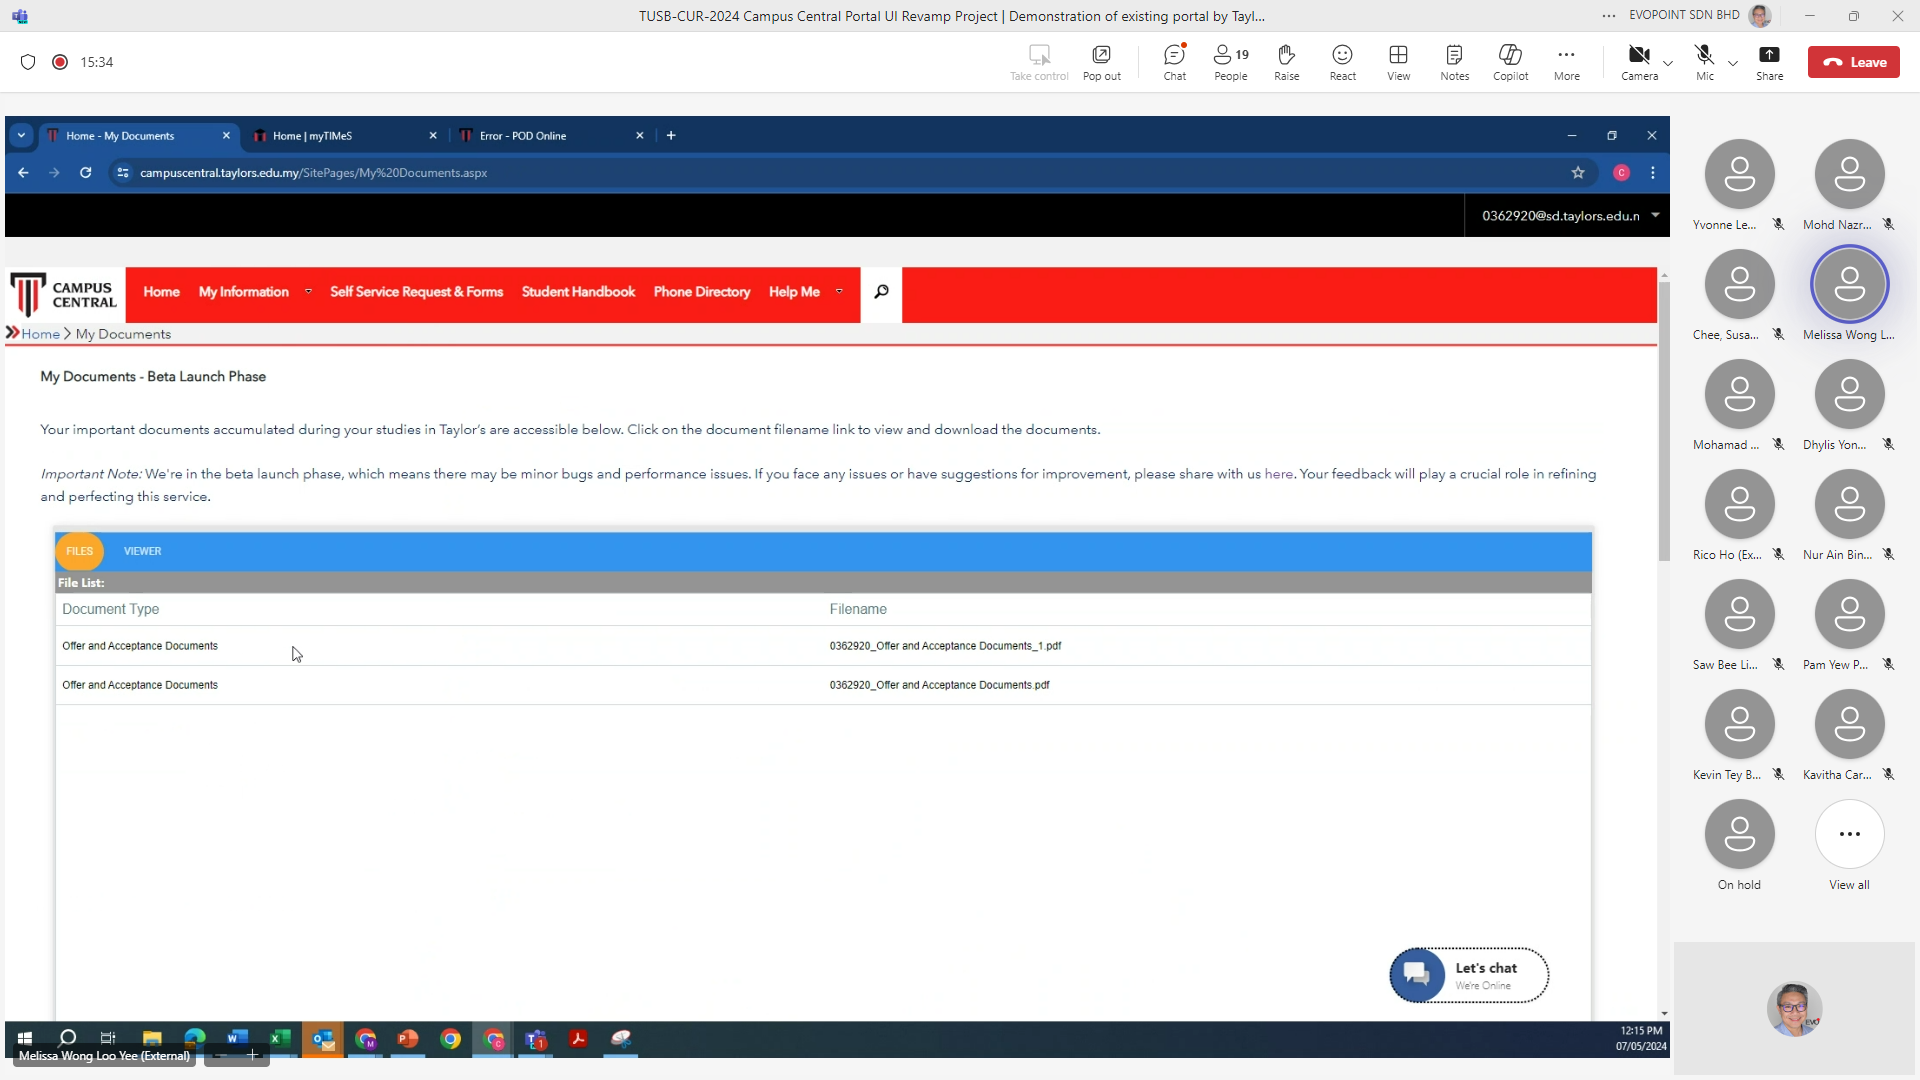 TUSB-CUR-2024 Campus Central Portal UI Revamp Project | Demonstration of existing portal by Tayl...
EVOPOINT SDN BHD
15:34
Take control
Pop out
Chat
People
19
Raise
React
View
Notes
Copilot
More
Camera
Mic
Share
Leave
Home - My Documents
Home | myTIMeS
Error - POD Online
campuscentral.taylors.edu.my/SitePages/My%20Documents.aspx
C
0362920@sd.taylors.edu.n
CAMPUS CENTRAL
Home
My Information
Self Service Request & Forms
Student Handbook
Phone Directory
Help Me
Home > My Documents
My Documents - Beta Launch Phase
Your important documents accumulated during your studies in Taylor's are accessible below. Click on the document filename link to view and download the documents.
Important Note: We're in the beta launch phase, which means there may be minor bugs and performance issues. If you face any issues or have suggestions for improvement, please share with us here. Your feedback will play a crucial role in refining
and perfecting this service.
FILES
VIEWER
File List:
Document Type
Filename
Offer and Acceptance Documents
0362920_Offer and Acceptance Documents_1.pdf
Offer and Acceptance Documents
0362920_Offer and Acceptance Documents.pdf
Let's chat
We're Online
12:15 PM
07/05/2024
Melissa Wong Loo Yee (External)
Yvonne Le...
Mohd Nazr...
Chee, Susa...
Melissa Wong L...
Mohamad ...
Dhylis Yon...
Rico Ho (Ex...
Nur Ain Bin...
Saw Bee Li...
Pam Yew P...
Kevin Tey B...
Kavitha Car...
On hold
View all